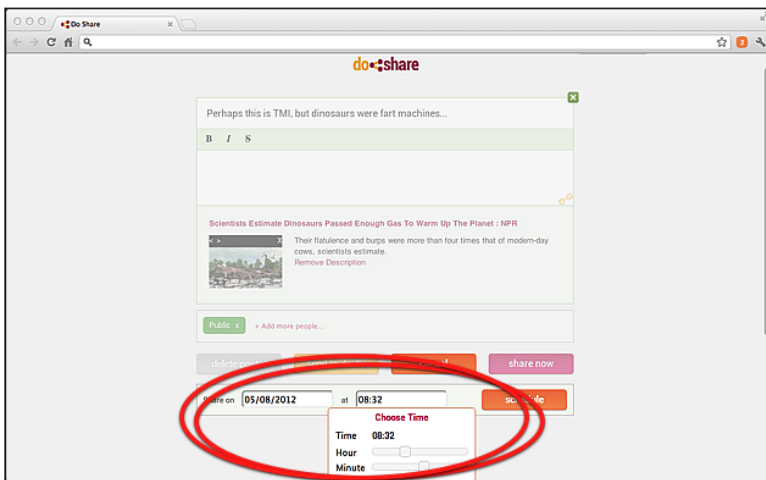 Do Share x
2
do share
Perhaps this is TMI, but dinosaurs were fart machines...
B I S
Scientists Estimate Dinosaurs Passed Enough Gas To Warm Up The Planet : NPR
< > X
Their flatulence and burps were more than four times that of modern-day
cows, scientists estimate.
Remove Description
Public x + Add more people...
delete post share now
Share on 05/08/2012 at 08:32 schedule
Choose Time
Time 08:32
Hour
Minute